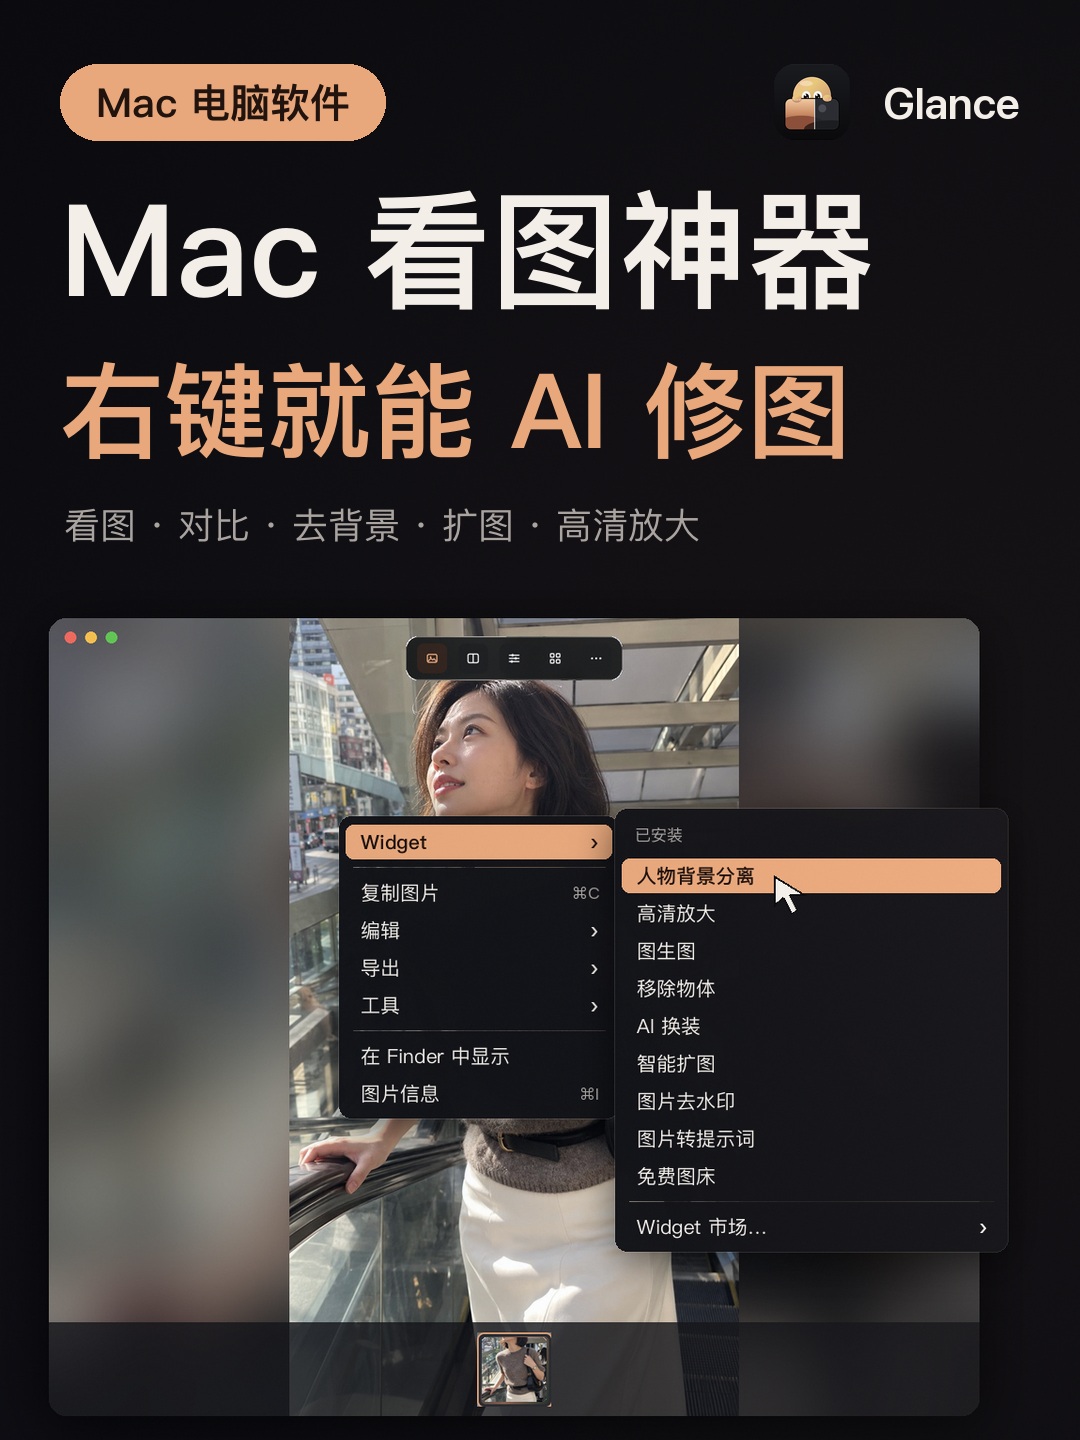 Mac 电脑软件
Glance
Mac 看图神器
右键就能 AI 修图
看图 · 对比 · 去背景 · 扩图 · 高清放大
Widget ›
复制图片 ⌘C
编辑 ›
导出 ›
工具 ›
在 Finder 中显示
图片信息 ⌘I
已安装
人物背景分离
高清放大
图生图
移除物体
AI 换装
智能扩图
图片去水印
图片转提示词
免费图床
Widget 市场... ›